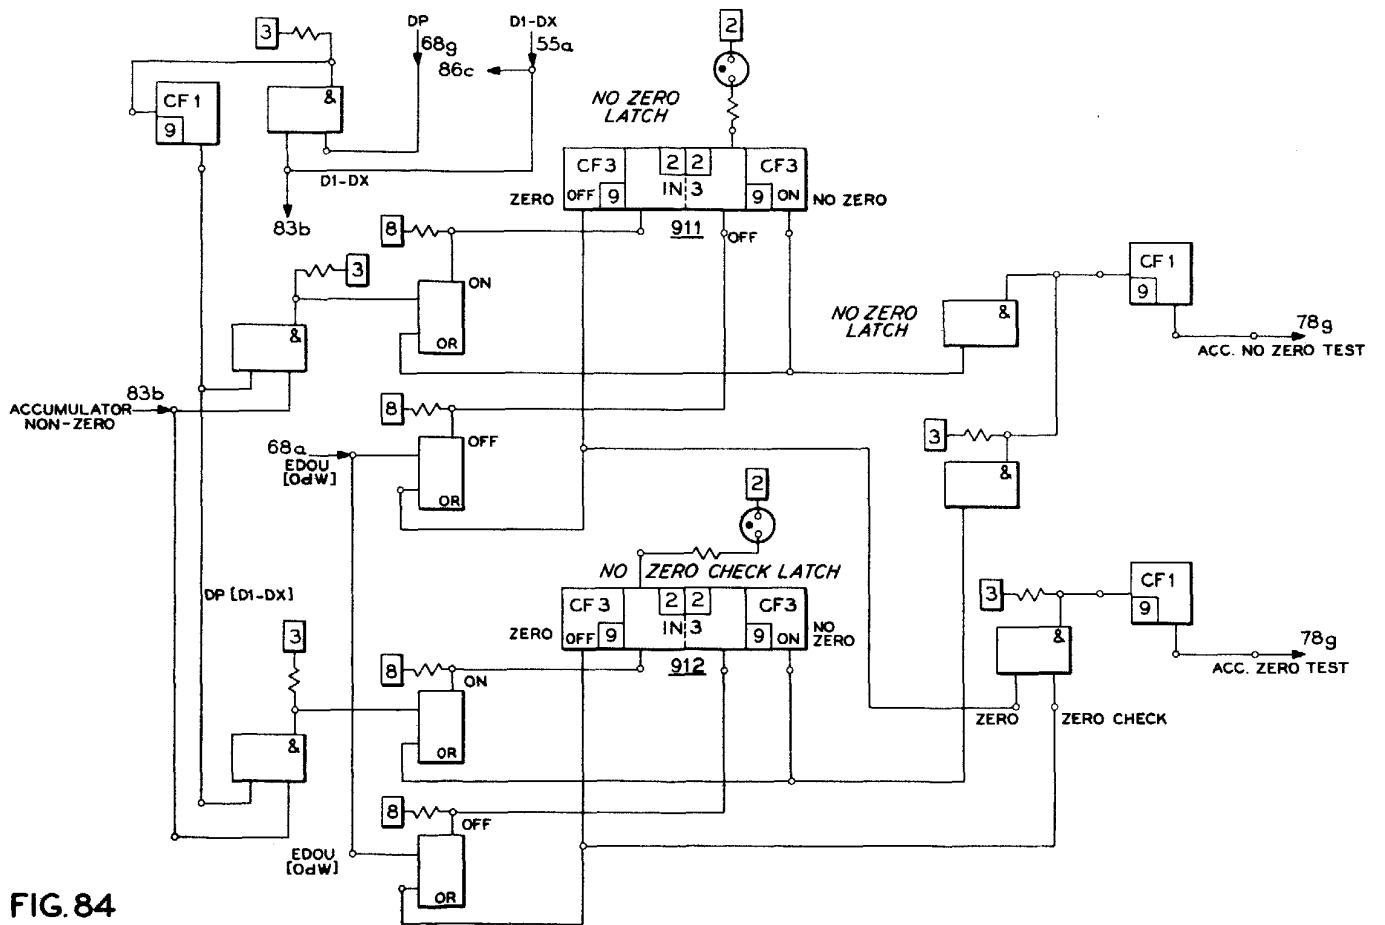 DP
D1-DX
2
3
68g
55a
86c
CF1
&
9
NO ZERO
LATCH
D1-DX
83b
CF3
2 2
CF3
ZERO
OFF
9
IN 3
9
ON
NO ZERO
8
911
OFF
3
ON
&
OR
CF1
9
NO ZERO
LATCH
&
78g
ACC. NO ZERO TEST
83b
ACCUMULATOR
NON-ZERO
8
OFF
68a
EDOU
[OdW]
OR
3
&
2
NO ZERO CHECK LATCH
DP [D1-DX]
CF3
2 2
CF3
ZERO
OFF
9
IN 3
9
ON
NO
ZERO
3
CF1
9
&
78g
ACC. ZERO TEST
3
8
ON
912
&
OR
ZERO
ZERO CHECK
8
OFF
EDOU
[OdW]
OR
FIG. 84